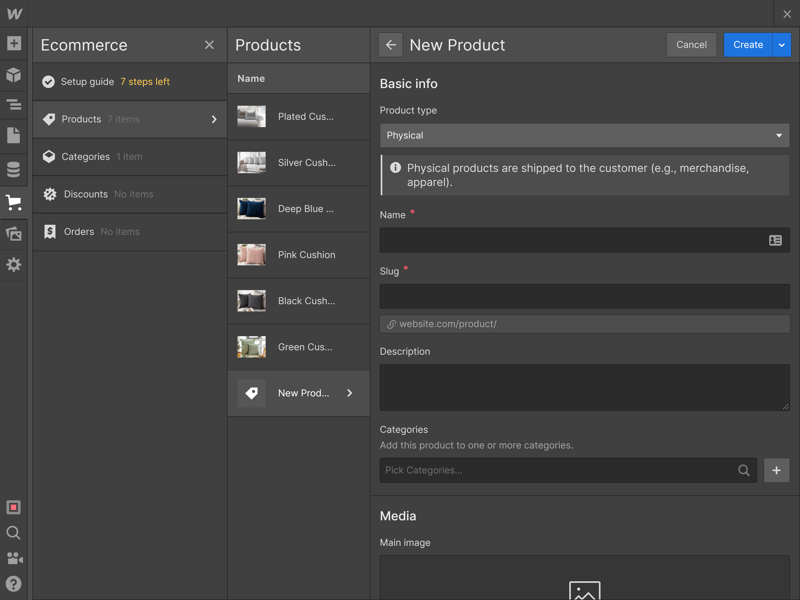 Ecommerce
Setup guide 7 steps left
Products 7 items
Categories 1 item
Discounts No items
Orders No items
Products
Name
Plated Cus...
Silver Cush...
Deep Blue ...
Pink Cushion
Black Cush...
Green Cus...
New Prod...
New Product
Cancel
Create
Basic info
Product type
Physical
Physical products are shipped to the customer (e.g., merchandise,
apparel).
Name *
Slug *
website.com/product/
Description
Categories
Add this product to one or more categories.
Pick Categories...
Media
Main image